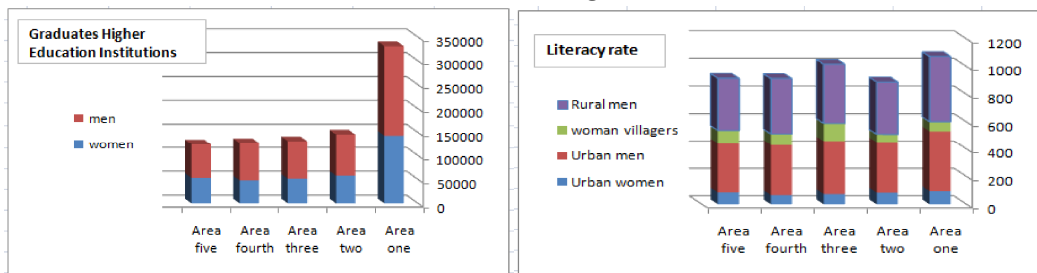 Graduates Higher
Education Institutions
men
women
350000
300000
250000
200000
150000
100000
50000
0
Area five
Area fourth
Area three
Area two
Area one
Literacy rate
Rural men
woman villagers
Urban men
Urban women
1200
1000
800
600
400
200
0
Area five
Area fourth
Area three
Area two
Area one